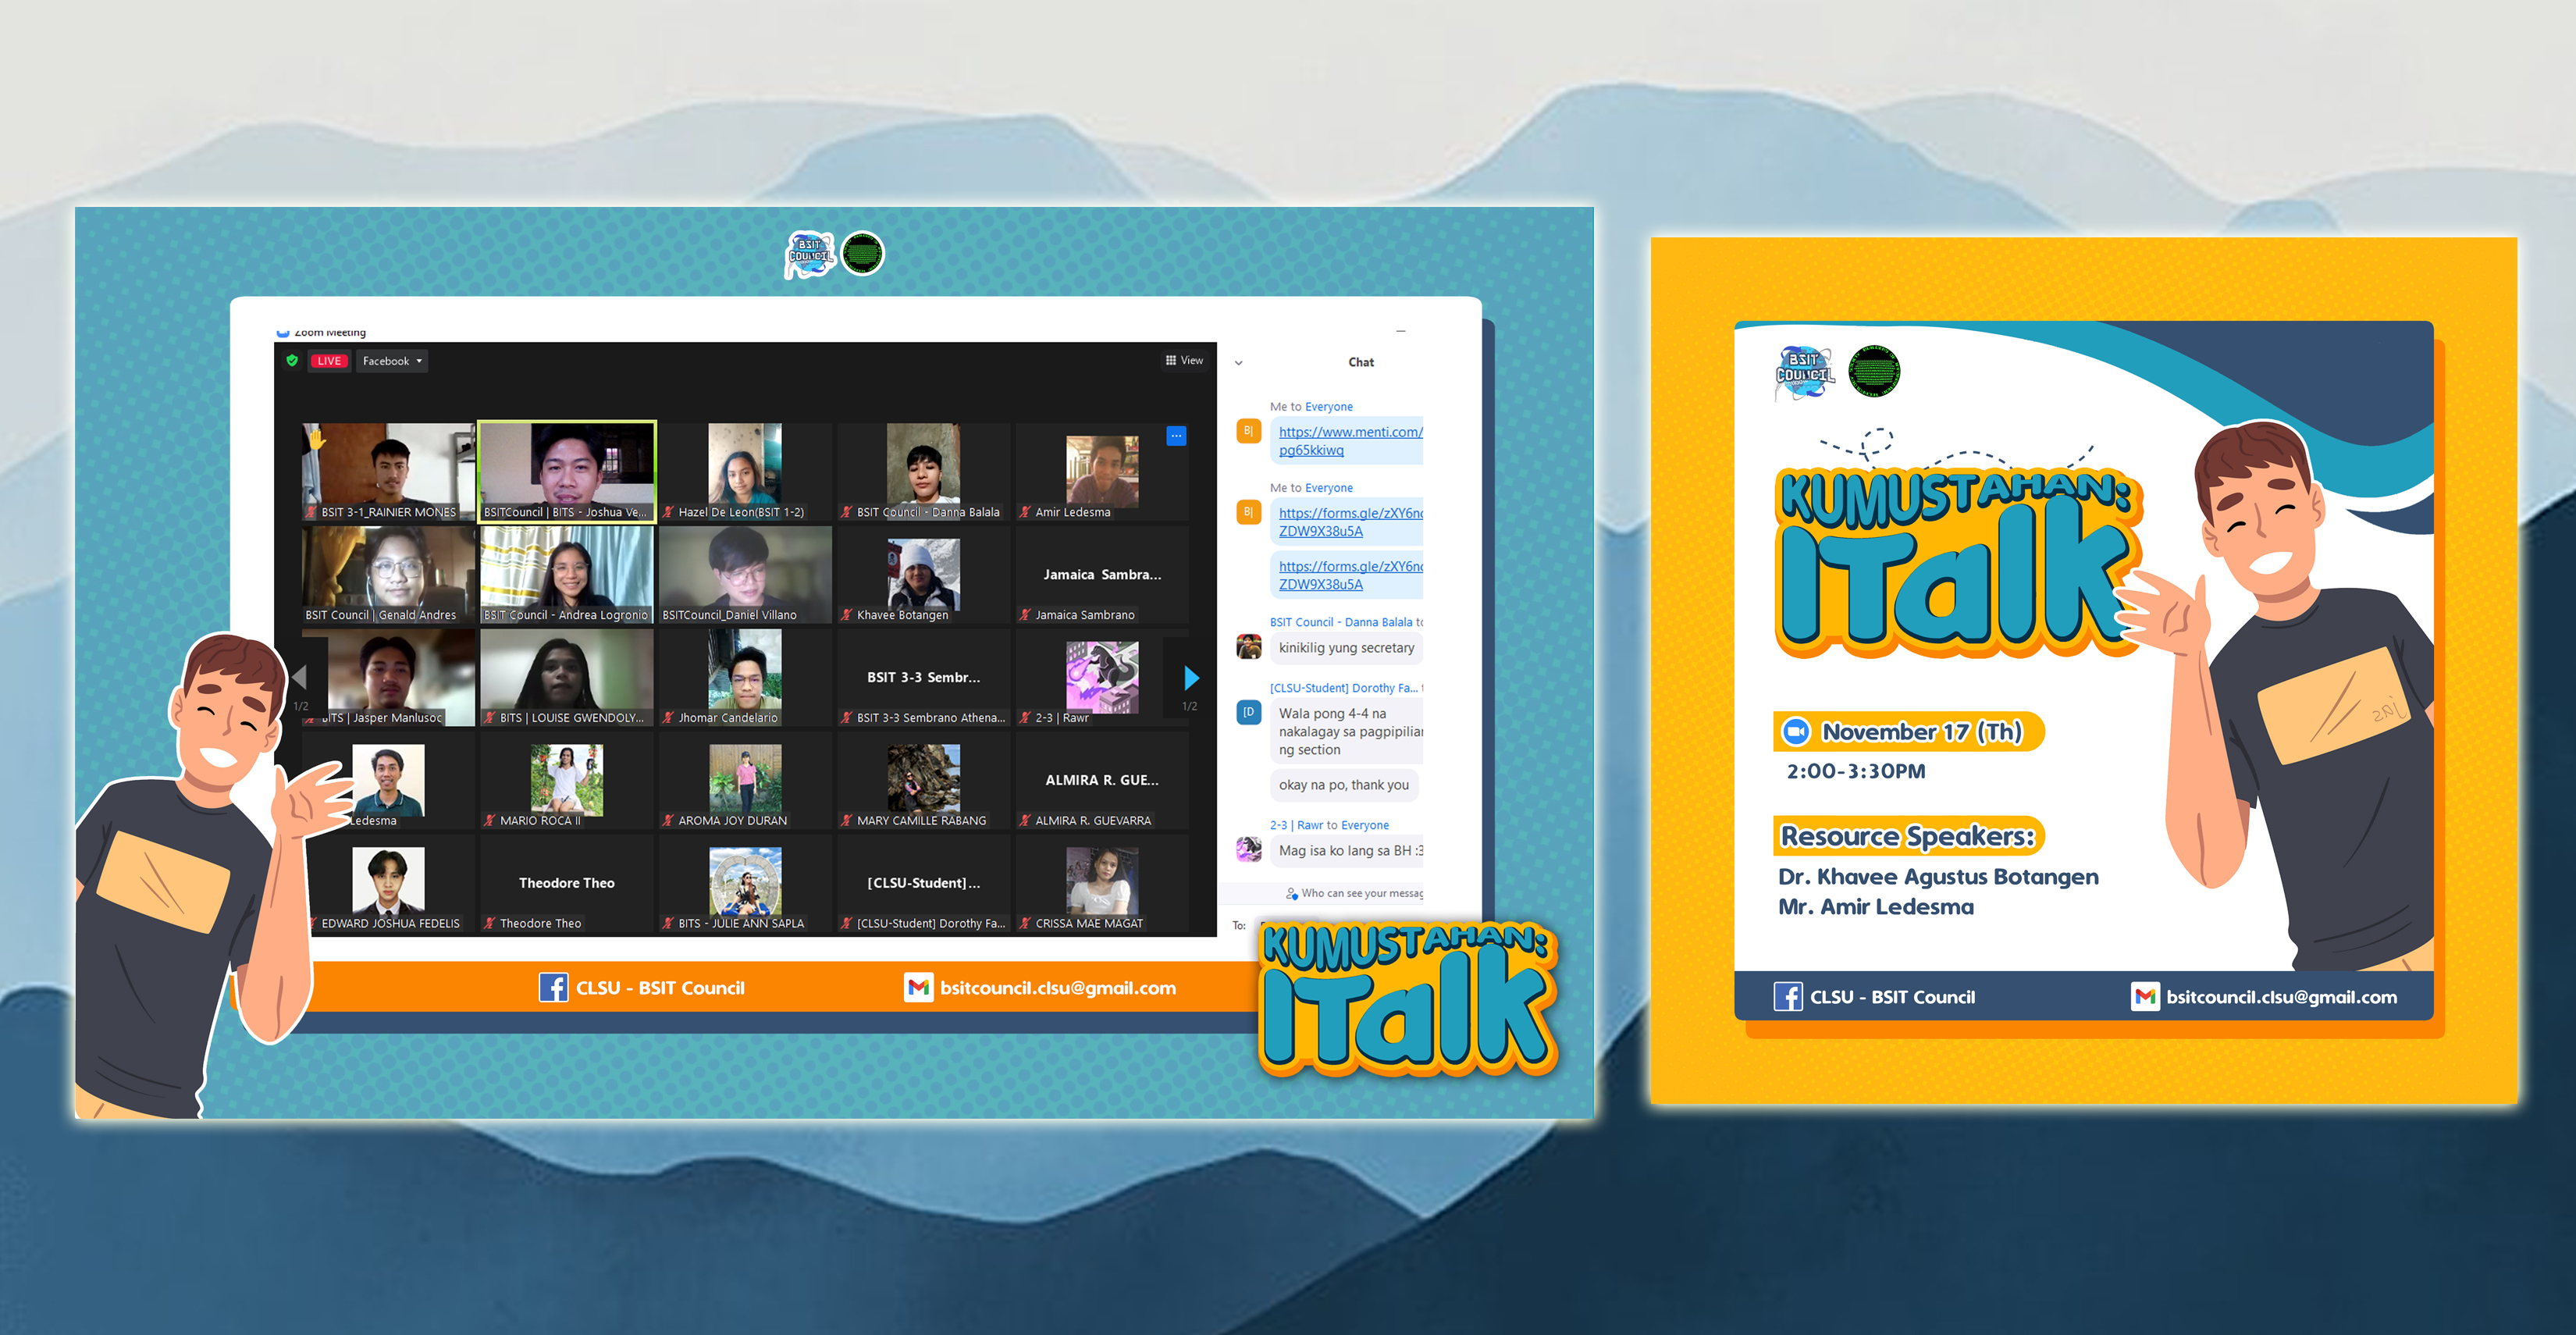 BSIT
COUNCIL
Zoom Meeting
LIVE
Facebook
View
BSIT 3-1_RAINIER MONES
BSITCouncil | BITS - Joshua Ve...
Hazel De Leon(BSIT 1-2)
BSIT Council - Danna Balala
Amir Ledesma
BSIT Council | Genald Andres
BSIT Council - Andrea Logronio
BSITCouncil_Daniel Villano
Khavee Botangen
Jamaica Sambra...
Jamaica Sambrano
1/2
BITS | Jasper Manlusoc
BITS | LOUISE GWENDOLY...
Jhomar Candelario
BSIT 3-3 Sembr...
BSIT 3-3 Sembrano Athena...
2-3 | Rawr
1/2
Ledesma
MARIO ROCA II
AROMA JOY DURAN
MARY CAMILLE RABANG
ALMIRA R. GUE...
ALMIRA R. GUEVARRA
EDWARD JOSHUA FEDELIS
Theodore Theo
Theodore Theo
BITS - JULIE ANN SAPLA
[CLSU-Student]...
[CLSU-Student] Dorothy Fa...
CRISSA MAE MAGAT
Chat
Me to Everyone
B|
https://www.menti.com/
pg65kkiwq
Me to Everyone
B|
https://forms.gle/zXY6nc
ZDW9X38u5A
https://forms.gle/zXY6nc
ZDW9X38u5A
BSIT Council - Danna Balala to
kinikilig yung secretary
[CLSU-Student] Dorothy Fa... t
[D
Wala pong 4-4 na
nakalagay sa pagpipiliar
ng section
okay na po, thank you
2-3 | Rawr to Everyone
Mag isa ko lang sa BH :3
Who can see your messag
To:
CLSU - BSIT Council
bsitcouncil.clsu@gmail.com
KUMUSTAHAN:
ITalk
BSIT
COUNCIL
KUMUSTAHAN:
ITalk
November 17 (Th)
2:00-3:30PM
Resource Speakers:
Dr. Khavee Agustus Botangen
Mr. Amir Ledesma
CLSU - BSIT Council
bsitcouncil.clsu@gmail.com